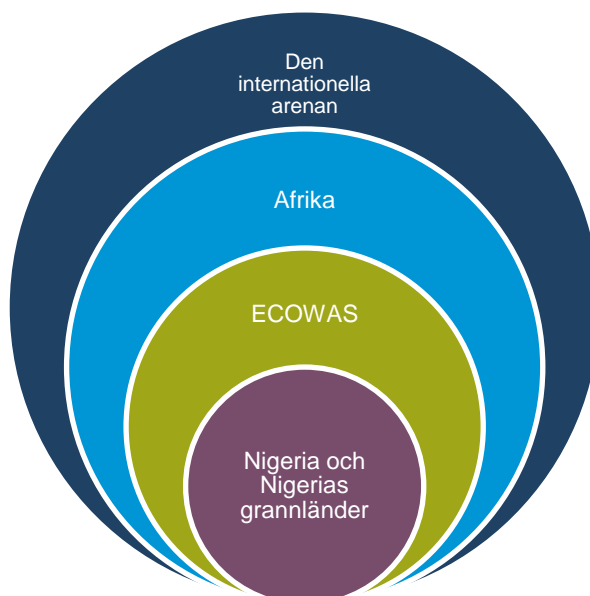 Den
internationella
arenan
Afrika
ECOWAS
Nigeria och
Nigerias
grannländer